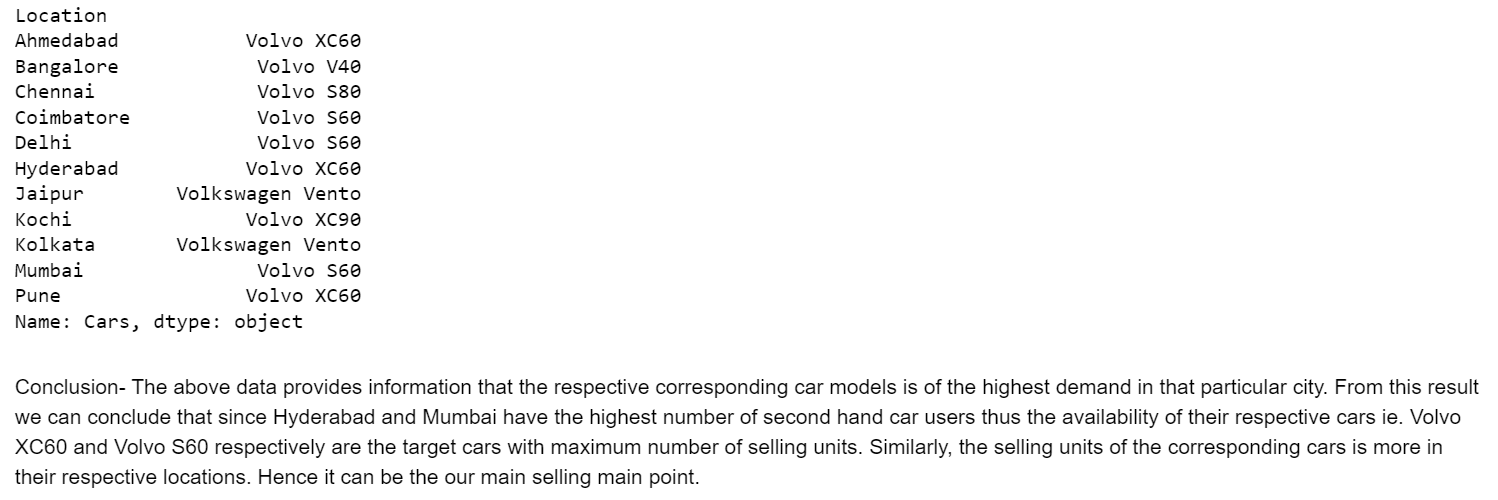 Location
Ahmedabad Volvo XC60
Bangalore Volvo V40
Chennai Volvo S80
Coimbatore Volvo S60
Delhi Volvo S60
Hyderabad Volvo XC60
Jaipur Volkswagen Vento
Kochi Volvo XC90
Kolkata Volkswagen Vento
Mumbai Volvo S60
Pune Volvo XC60
Name: Cars, dtype: object
Conclusion- The above data provides information that the respective corresponding car models is of the highest demand in that particular city. From this result
we can conclude that since Hyderabad and Mumbai have the highest number of second hand car users thus the availability of their respective cars ie. Volvo
XC60 and Volvo S60 respectively are the target cars with maximum number of selling units. Similarly, the selling units of the corresponding cars is more in
their respective locations. Hence it can be the our main selling main point.